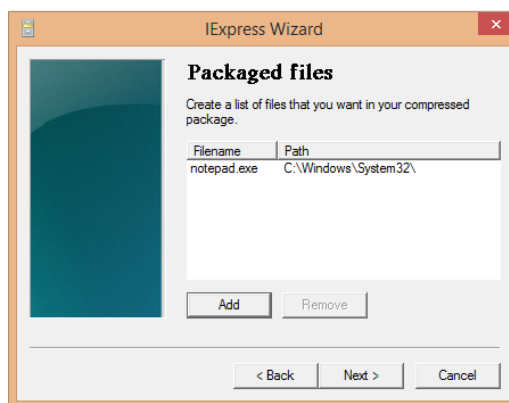 IExpress Wizard
Packaged files
Create a list of files that you want in your compressed
package.
Filename Path
notepad.exe C:\Windows\System32\
Add Remove
< Back Next > Cancel